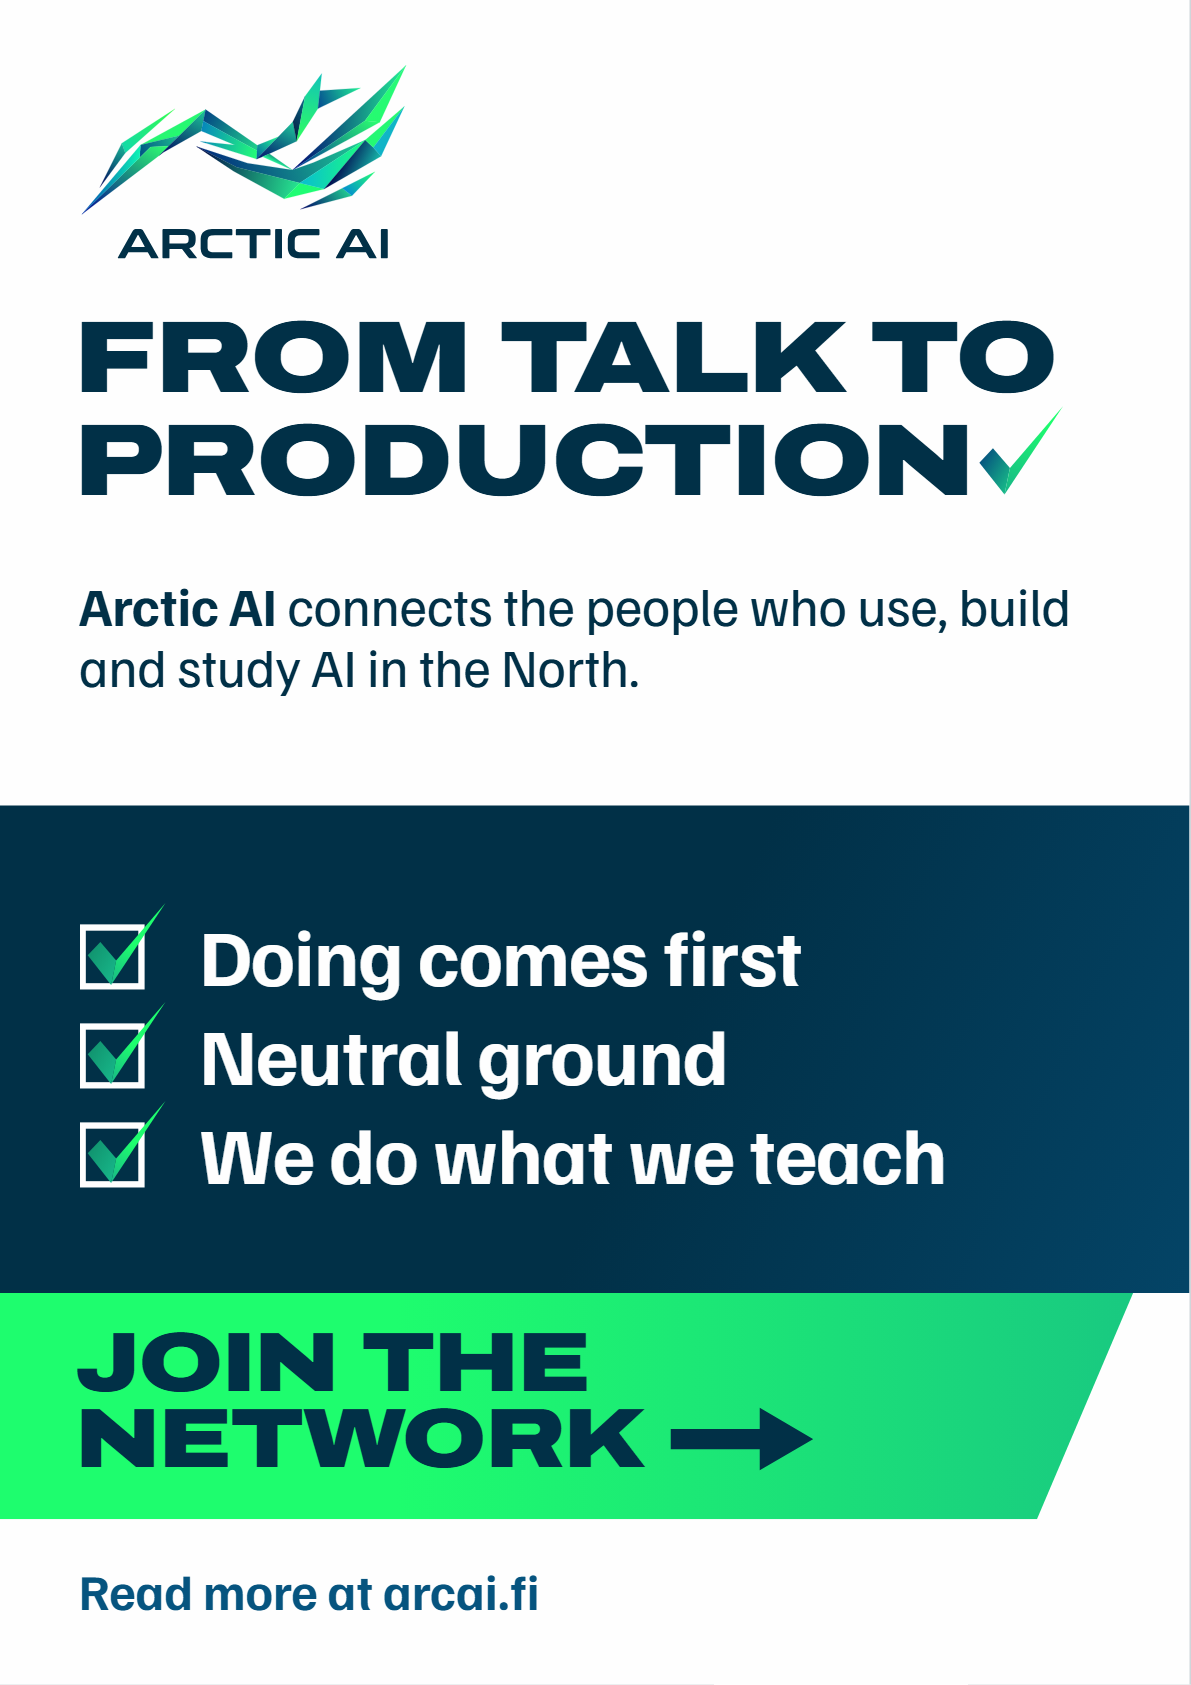 ARCTIC AI
FROM TALK TO
PRODUCTION
Arctic AI connects the people who use, build
and study AI in the North.
Doing comes first
Neutral ground
We do what we teach
JOIN THE
NETWORK
Read more at arcai.fi